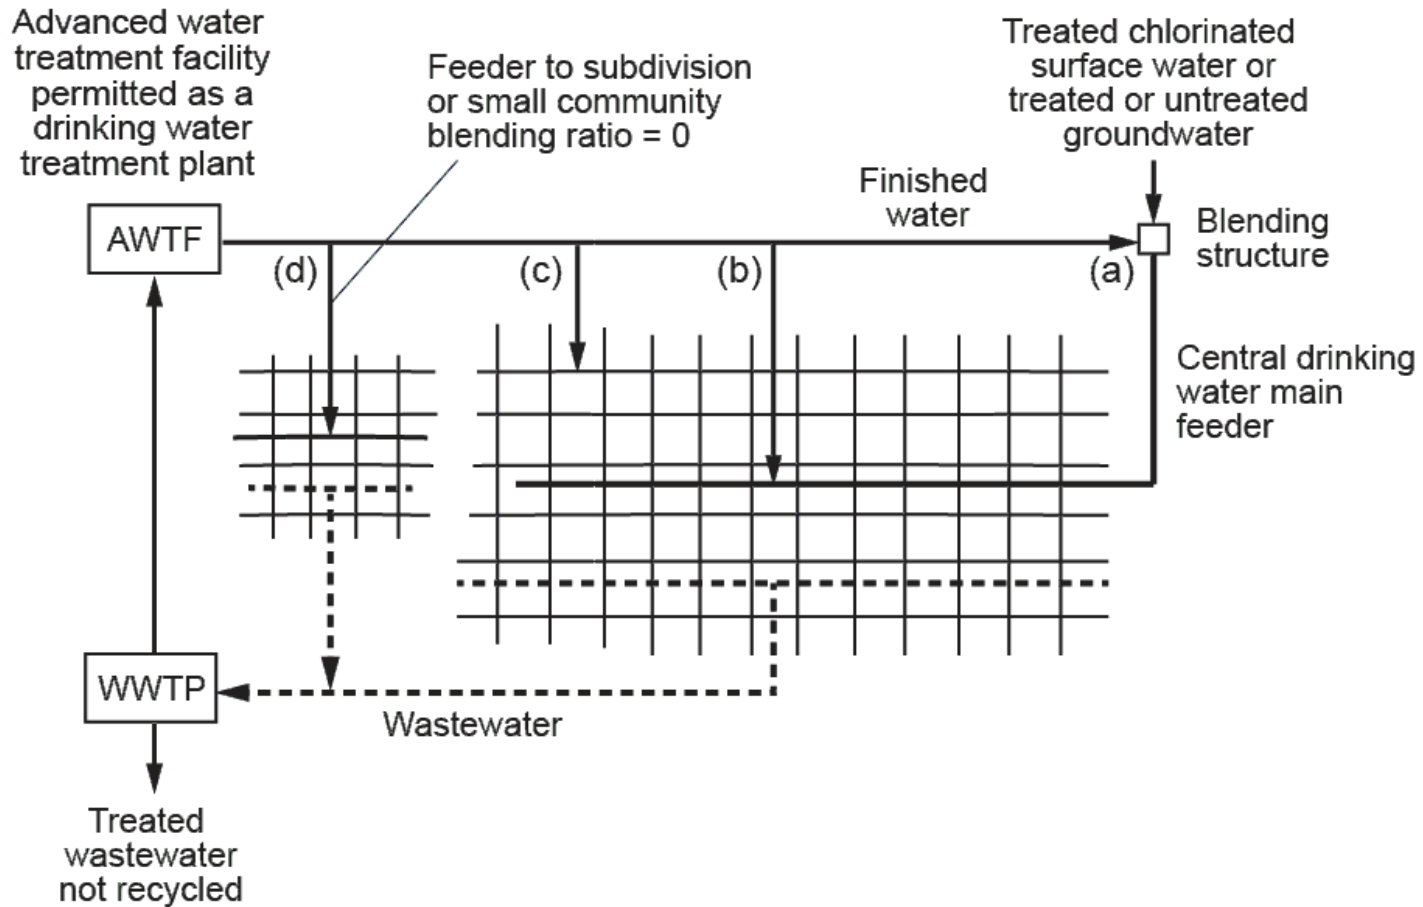 Advanced water
treatment facility
permitted as a
drinking water
treatment plant
Feeder to subdivision
or small community
blending ratio = 0
Treated chlorinated
surface water or
treated or untreated
groundwater
Finished
water
Blending
structure
AWTF
(d)
(c)
(b)
(a)
Central drinking
water main
feeder
WWTP
Wastewater
Treated
wastewater
not recycled